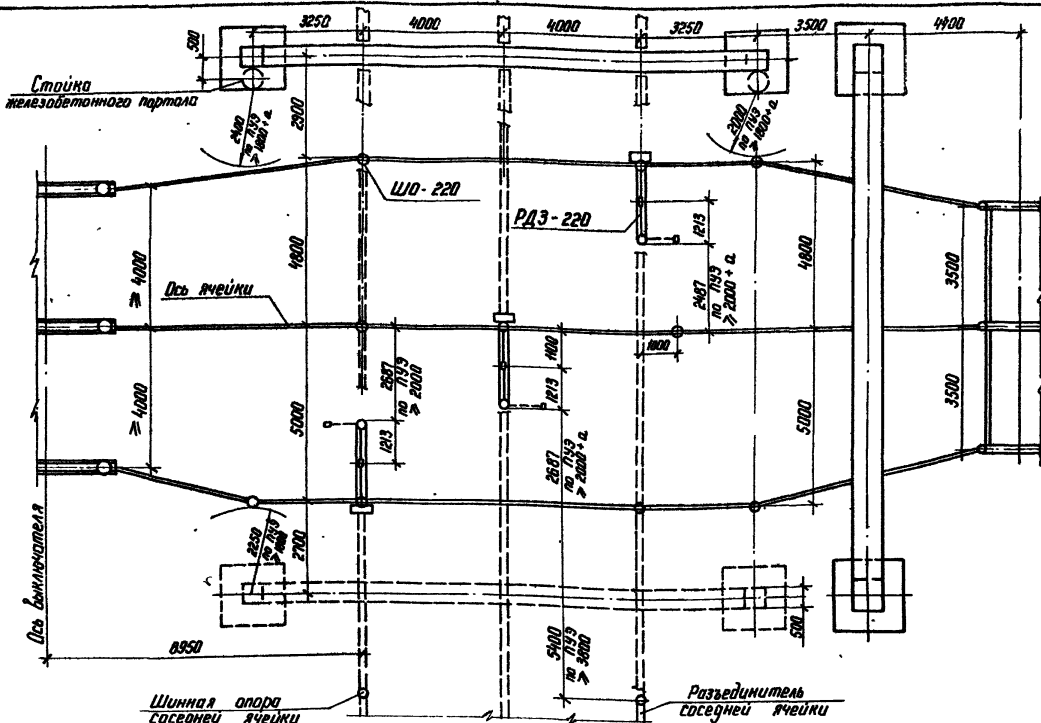 3250
4000
4000
3250
3500
4400
500
Стойка
железобетонного портала
2900
2400
по ПУЭ
≥ 1800+а
2000
по ПУЭ
≥ 1800+а
ШО-220
РДЗ-220
1213
2487
по ПУЭ
≥ 2000+а
4800
4800
≥ 4000
Ось ячейки
3500
1800
1100
1213
2687
по ПУЭ
≥ 2000
1213
2687
по ПУЭ
≥ 2000+а
≥ 4000
5000
5000
3500
Ось выключателя
2250
по ПУЭ
2700
8950
500
5400
по ПУЭ
≥ 3800
Шинная опора
соседней ячейки
Разъединитель
соседней ячейки